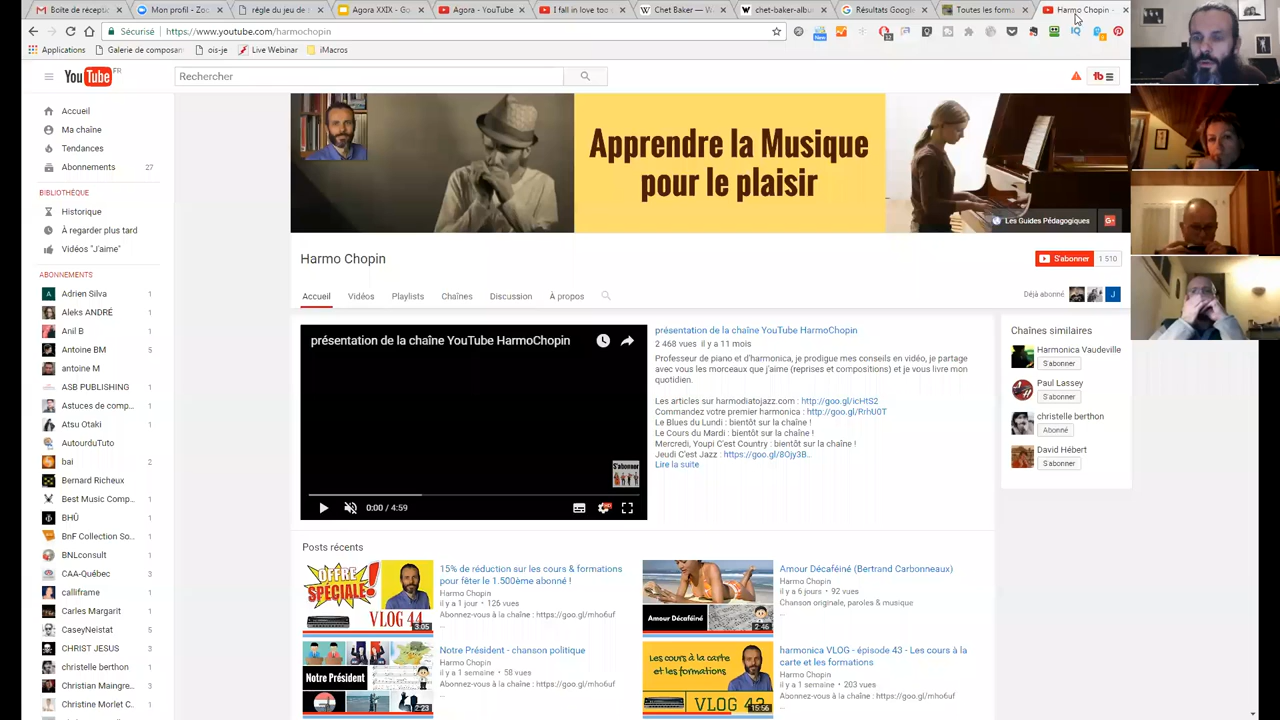 Boîte de réceptio
Mon profil - Zoo
règle du jeu de s
Agora XXIX - Go
Agora - YouTube
I fall in love too s
Chet Baker — W
chet-baker-albu
Résultats Google
Toutes les forma
Harmo Chopin -
Sécurisé https://www.youtube.com/harmochopin
Applications Galerie de composan ois-je Live Webinar iMacros
YouTube FR
Rechercher
Accueil
Ma chaîne
Tendances
Abonnements 27
BIBLIOTHÈQUE
Historique
À regarder plus tard
Vidéos "J'aime"
ABONNEMENTS
Adrien Silva 1
Aleks ANDRÉ 1
Anil B 1
Antoine BM 5
antoine M 1
ASB PUBLISHING 1
Astuces de comp... 1
Atsu Otaki 1
AutourduTuto
bai 2
Bernard Richeux 1
Best Music Comp... 1
BHÛ 1
BnF Collection So... 1
BNLconsult 1
CAA-Québec 3
calliframe 1
Carles Margarit 1
CaseyNeistat 5
CHRIST JESUS 3
christelle berthon 1
Christian Maingre... 1
Christine Morlet C... 1
Apprendre la Musique
pour le plaisir
Les Guides Pédagogiques
Harmo Chopin
S'abonner 1 510
Accueil Vidéos Playlists Chaînes Discussion À propos
Déjà abonné
J
présentation de la chaîne YouTube HarmoChopin
S'abonner
0:00 / 4:59
présentation de la chaîne YouTube HarmoChopin
2 468 vues il y a 11 mois
Professeur de piano et d'harmonica, je prodigue mes conseils en vidéo, je partage
avec vous les morceaux que j'aime (reprises et compositions) et je vous livre mon
quotidien.
Les articles sur harmodiatojazz.com : http://goo.gl/icHtS2
Commandez votre premier harmonica : http://goo.gl/RrhU0T
Le Blues du Lundi : bientôt sur la chaîne !
Le Cours du Mardi : bientôt sur la chaîne !
Mercredi, Youpi C'est Country : bientôt sur la chaîne !
Jeudi C'est Jazz : https://goo.gl/8Ojy3B...
Lire la suite
Chaînes similaires
Harmonica Vaudeville
S'abonner
Paul Lassey
S'abonner
christelle berthon
Abonné
David Hébert
S'abonner
Posts récents
OFFRE
SPÉCIALE!
VLOG 44
3:05
15% de réduction sur les cours & formations
pour fêter le 1.500ème abonné !
Harmo Chopin
il y a 1 jour • 126 vues
Abonnez-vous à la chaîne : https://goo.gl/mho6uf
...
Amour Décaféiné
2:46
Amour Décaféiné (Bertrand Carbonneaux)
Harmo Chopin
il y a 6 jours • 92 vues
Chanson originale, paroles & musique
...
Notre Président
2:23
Notre Président - chanson politique
Harmo Chopin
il y a 1 semaine • 58 vues
Abonnez-vous à la chaîne : https://goo.gl/mho6uf
Les cours à la carte
et les formations
VLOG 43
15:56
harmonica VLOG - épisode 43 - Les cours à la
carte et les formations
Harmo Chopin
il y a 1 semaine • 203 vues
Abonnez-vous à la chaîne : https://goo.gl/mho6uf